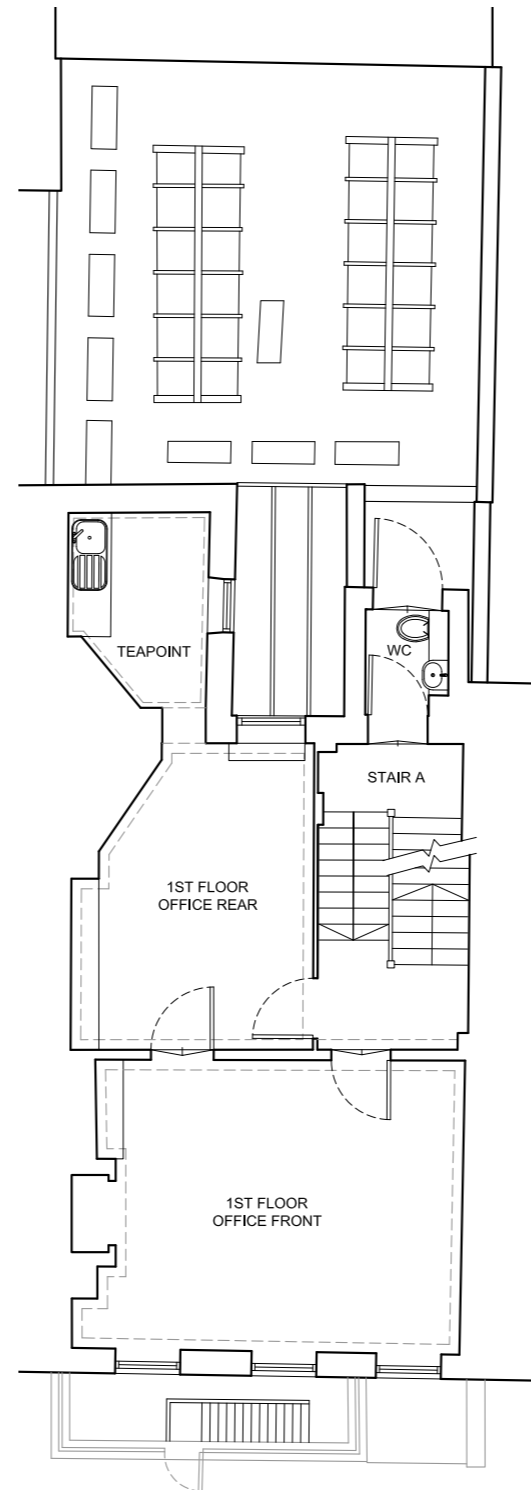 TEAPOINT
WC
STAIR A
1ST FLOOR
OFFICE REAR
1ST FLOOR
OFFICE FRONT